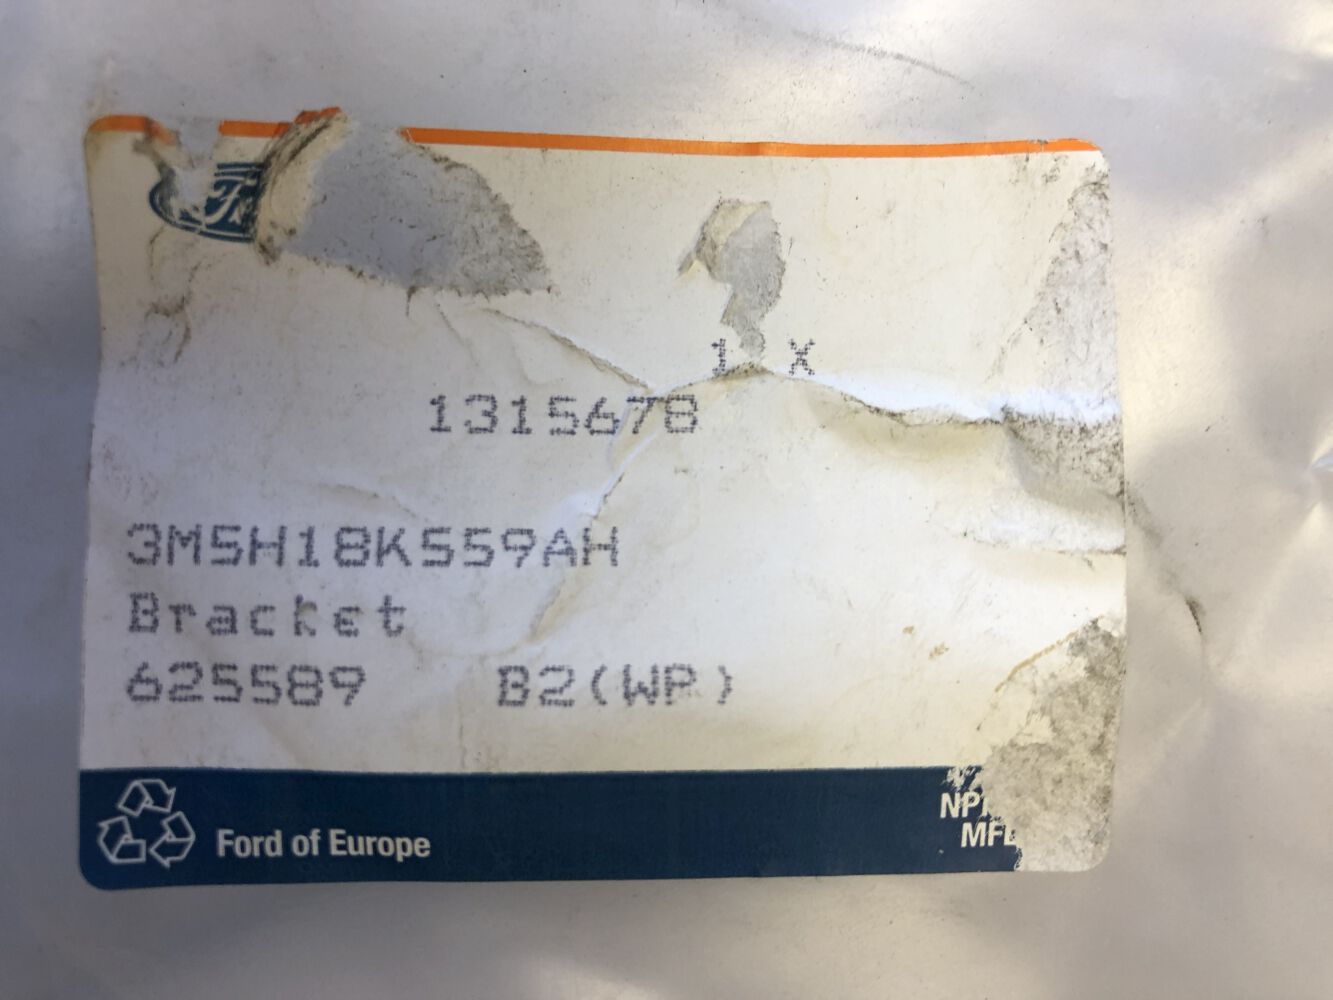 1 X
1315678
3M5H18K559AH
Bracket
625589 B2(WP)
Ford of Europe